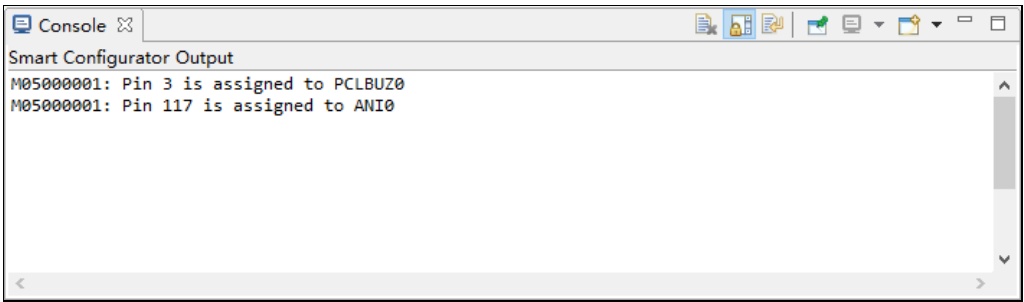 Console
Smart Configurator Output
M05000001: Pin 3 is assigned to PCLBUZ0
M05000001: Pin 117 is assigned to ANI0